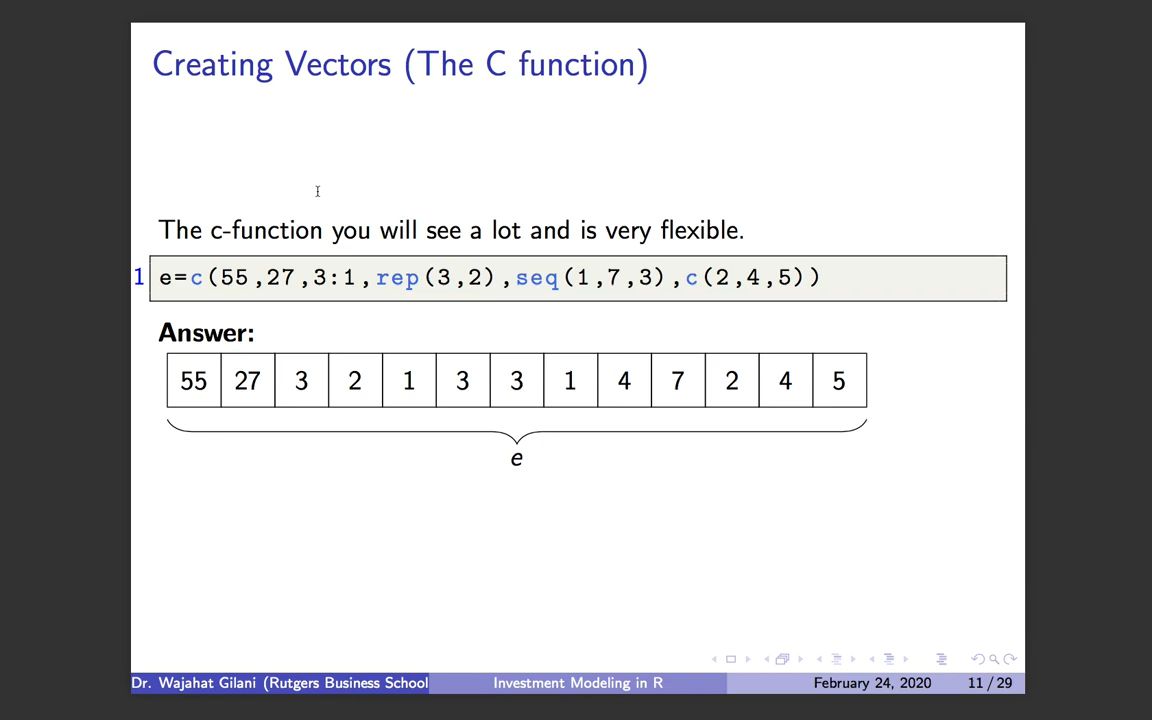 Creating Vectors (The C function)
The c-function you will see a lot and is very flexible.
1 e=c(55,27,3:1,rep(3,2),seq(1,7,3),c(2,4,5))
Answer:
55 27 3 2 1 3 3 1 4 7 2 4 5
e
Dr. Wajahat Gilani (Rutgers Business School Investment Modeling in R February 24, 2020 11 / 29